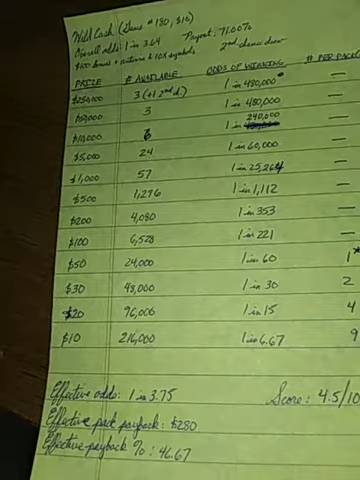 Wild Cash (Game #180, $10)
Overall odds: 1 in 3.64 Payout: 71.00%
$100 bonus + automn & 10X symbols 2nd chance draw
PRIZE # AVAILABLE ODDS OF WINNING # PER PACK
$250,000 3 (+1 2nd d.) 1 in 480,000* —
$50,000 3 1 in 480,000 —
$10,000 6 1 in 240,000 —
$5,000 24 1 in 60,000 —
$1,000 57 1 in 25,264 —
$500 1,296 1 in 1,112 —
$200 4,080 1 in 353 —
$100 6,528 1 in 221 —
$50 24,000 1 in 60 1*
$30 48,000 1 in 30 2
$20 96,000 1 in 15 4
$10 216,000 1 in 6.67 9
Effective odds: 1 in 3.75 Score: 4.5/10
Effective pack payback: $280
Effective payback %: 46.67